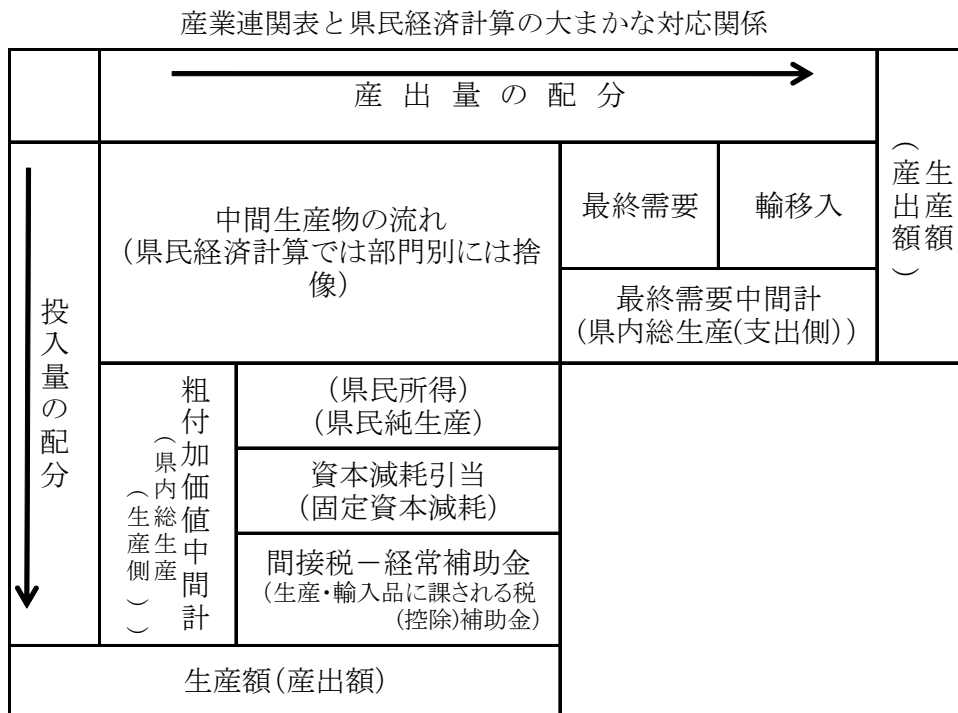 産業連関表と県民経済計算の大まかな対応関係
産出量の配分
生産額
(産出額)
投入量の配分
中間生産物の流れ
(県民経済計算では部門別には捨
像)
最終需要
輸移入
最終需要中間計
(県内総生産(支出側))
粗付加価値中間計
(県内総生産
(生産側))
(県民所得)
(県民純生産)
資本減耗引当
(固定資本減耗)
間接税－経常補助金
(生産・輸入品に課される税
(控除)補助金)
生産額(産出額)